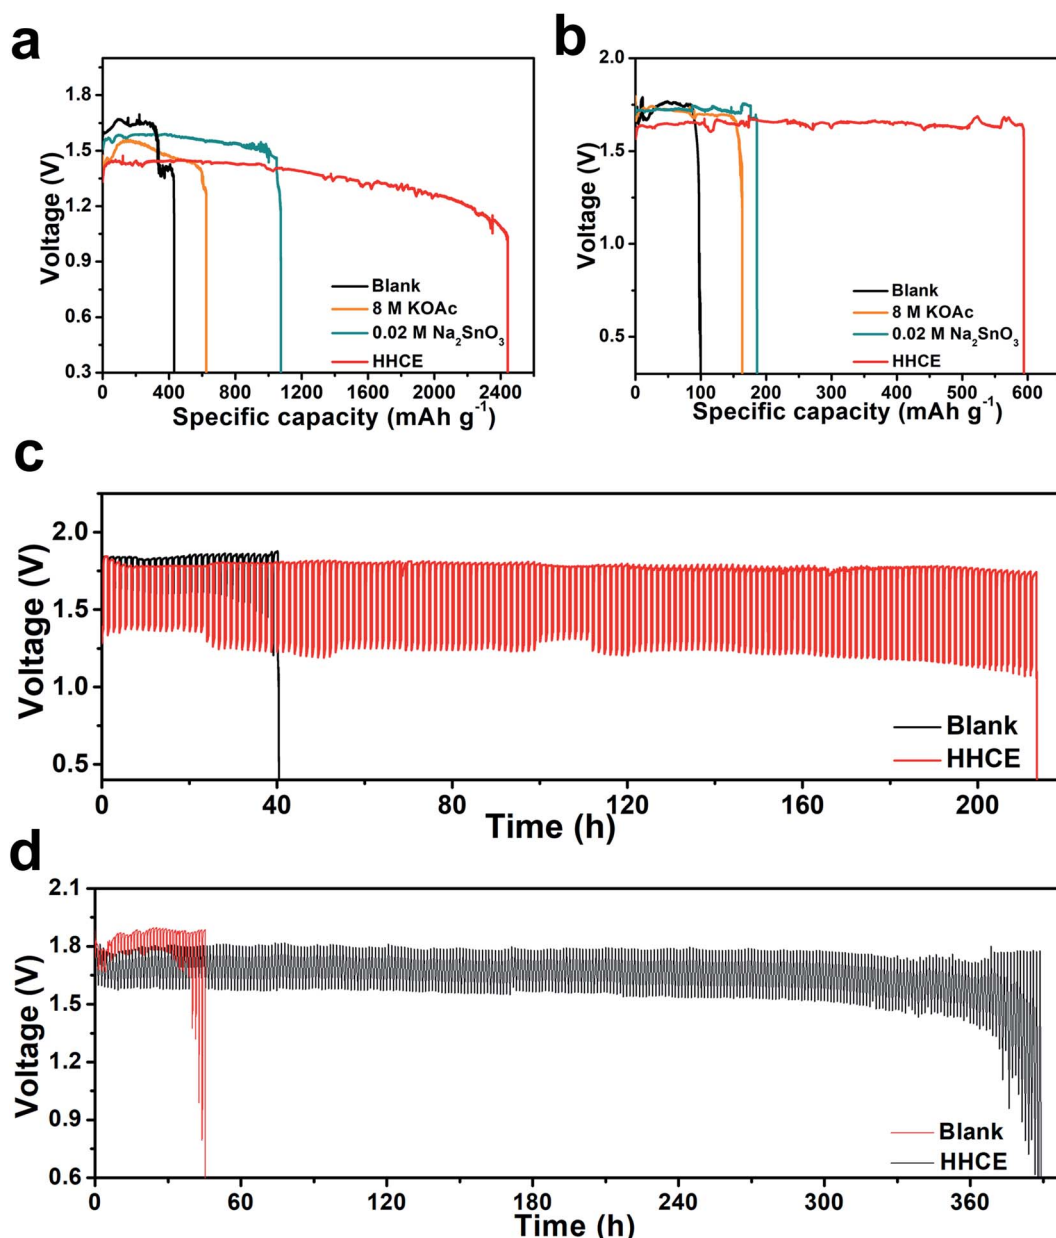 a
b
1.8
1.5
1.2
0.9
0.6
0.3
Voltage (V)
Blank
8 M KOAc
0.02 M Na₂SnO₃
HHCE
0 400 800 1200 1600 2000 2400
Specific capacity (mAh g⁻¹)
2.0
1.5
1.0
0.5
Voltage (V)
Blank
8 M KOAc
0.02 M Na₂SnO₃
HHCE
0 100 200 300 400 500 600
Specific capacity (mAh g⁻¹)
c
2.0
1.5
1.0
0.5
Voltage (V)
Blank
HHCE
0 40 80 120 160 200
Time (h)
d
2.1
1.8
1.5
1.2
0.9
0.6
Voltage (V)
Blank
HHCE
0 60 120 180 240 300 360
Time (h)